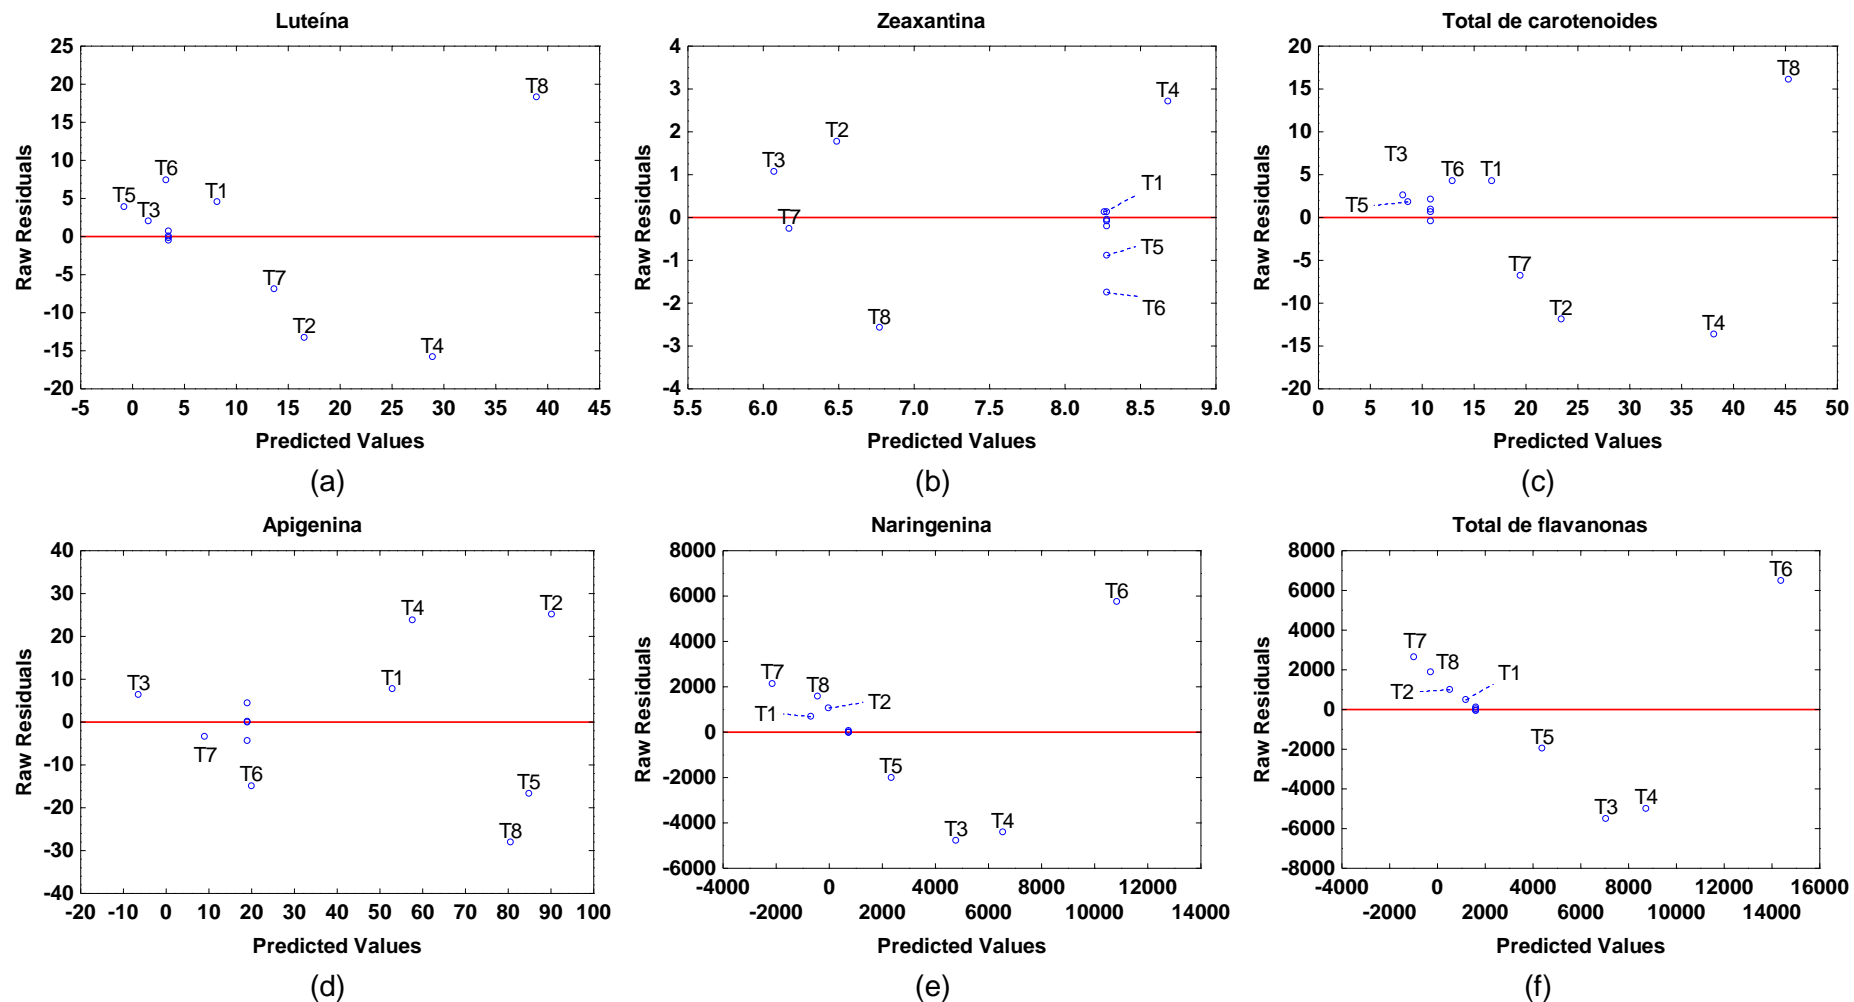 Luteína
25
20
15
10
5
0
-5
-10
-15
-20
Raw Residuals
T8
T6
T5
T3
T1
T7
T2
T4
-5 0 5 10 15 20 25 30 35 40 45
Predicted Values
(a)
Zeaxantina
4
3
2
1
0
-1
-2
-3
-4
Raw Residuals
T4
T2
T3
T1
T7
T5
T6
T8
5.5 6.0 6.5 7.0 7.5 8.0 8.5 9.0
Predicted Values
(b)
Total de carotenoides
20
15
10
5
0
-5
-10
-15
-20
Raw Residuals
T8
T3
T6 T1
T5
T7
T2
T4
0 5 10 15 20 25 30 35 40 45 50
Predicted Values
(c)
Apigenina
40
30
20
10
0
-10
-20
-30
-40
Raw Residuals
T4 T2
T3
T1
T7
T6
T5
T8
-20 -10 0 10 20 30 40 50 60 70 80 90 100
Predicted Values
(d)
Naringenina
8000
6000
4000
2000
0
-2000
-4000
-6000
Raw Residuals
T6
T7
T8
T1
T2
T5
T3 T4
-4000 0 4000 8000 12000
-2000 2000 6000 10000 14000
Predicted Values
(e)
Total de flavanonas
8000
6000
4000
2000
0
-2000
-4000
-6000
-8000
Raw Residuals
T6
T7
T8
T1
T2
T5
T3 T4
-4000 0 4000 8000 12000 16000
-2000 2000 6000 10000 14000
Predicted Values
(f)